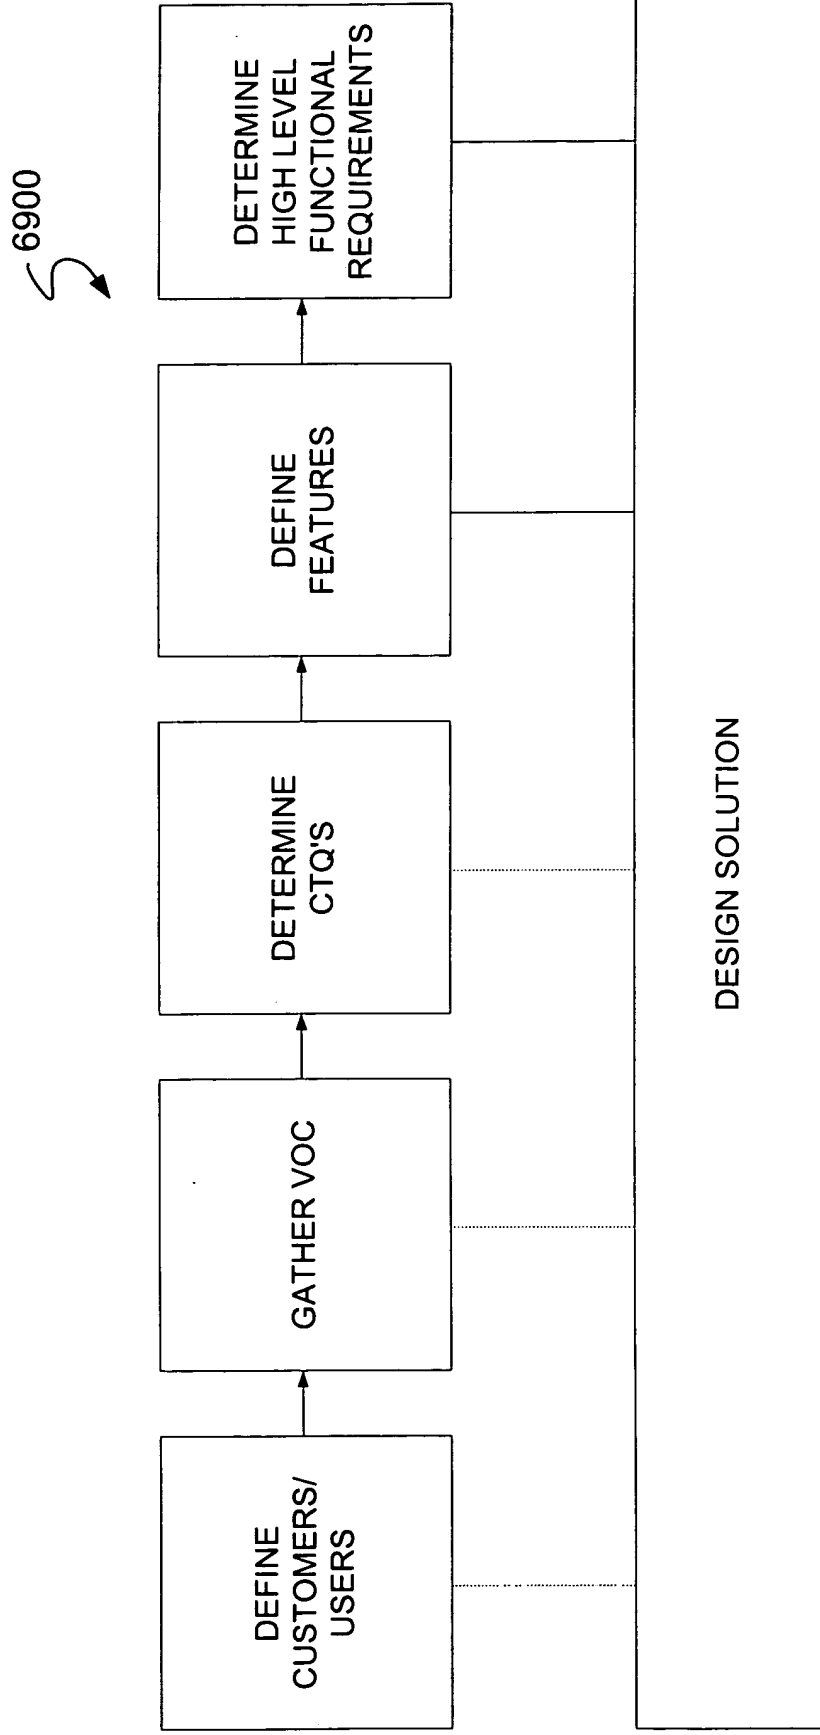 6900
DEFINE
CUSTOMERS/
USERS
GATHER VOC
DETERMINE
CTQ'S
DEFINE
FEATURES
DETERMINE
HIGH LEVEL
FUNCTIONAL
REQUIREMENTS
DESIGN SOLUTION